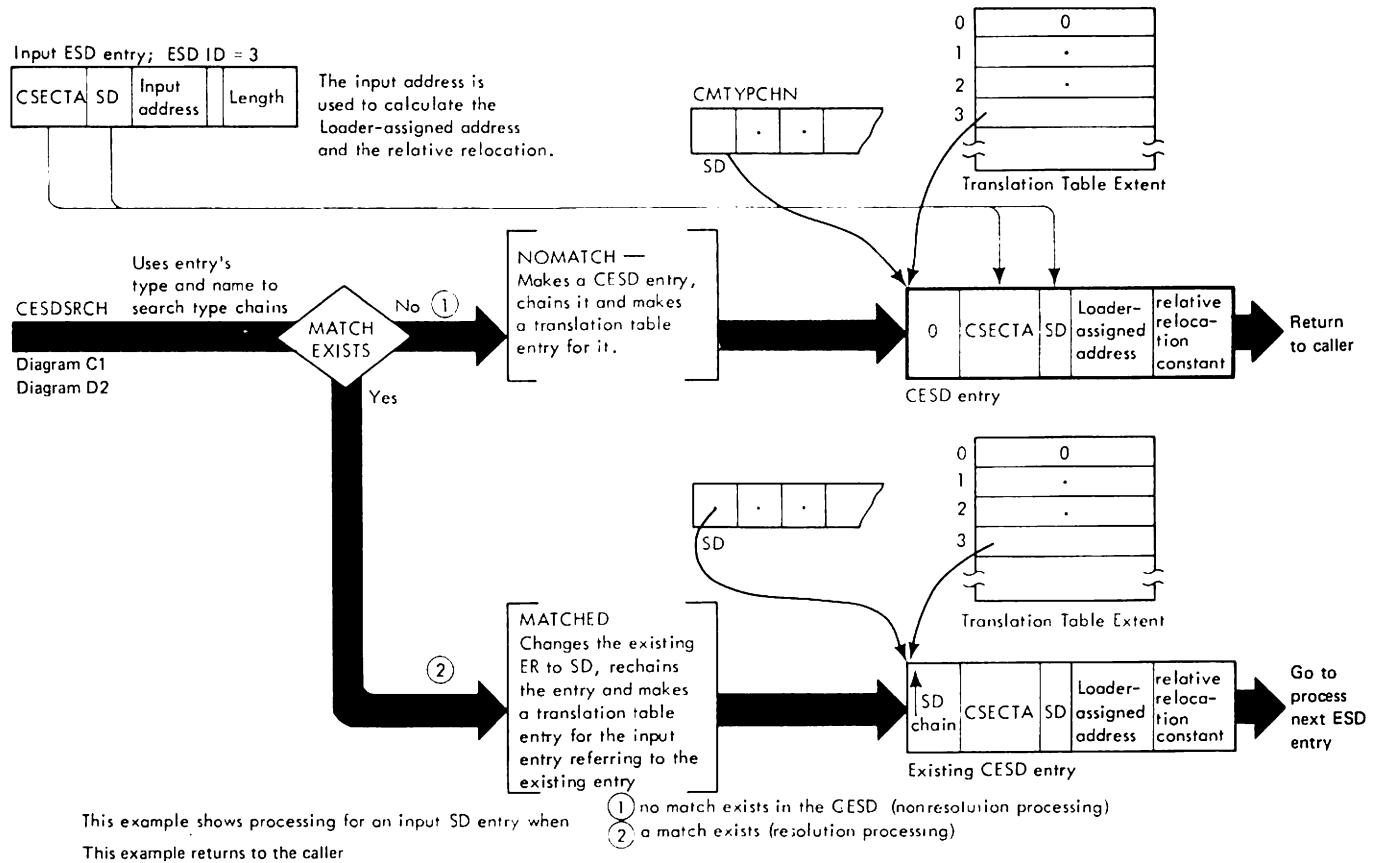 Input ESD entry; ESD ID = 3
CSECTA SD Input address Length
The input address is
used to calculate the
Loader-assigned address
and the relative relocation.
CMTYPCHN
. .
SD
0 0
1 .
2 .
3
Translation Table Extent
Uses entry's
type and name to
search type chains
CESDSRCH
Diagram C1
Diagram D2
MATCH
EXISTS
No 1
Yes
NOMATCH —
Makes a CESD entry,
chains it and makes
a translation table
entry for it.
0 CSECTA SD Loader-assigned address relative reloca-tion constant
CESD entry
Return
to caller
. . .
SD
0 0
1 .
2 .
3
Translation Table Extent
2
MATCHED
Changes the existing
ER to SD, rechains
the entry and makes
a translation table
entry for the input
entry referring to the
existing entry
SD chain CSECTA SD Loader-assigned address relative reloca-tion constant
Existing CESD entry
Go to
process
next ESD
entry
This example shows processing for an input SD entry when
1 no match exists in the CESD (nonresolution processing)
2 a match exists (resolution processing)
This example returns to the caller